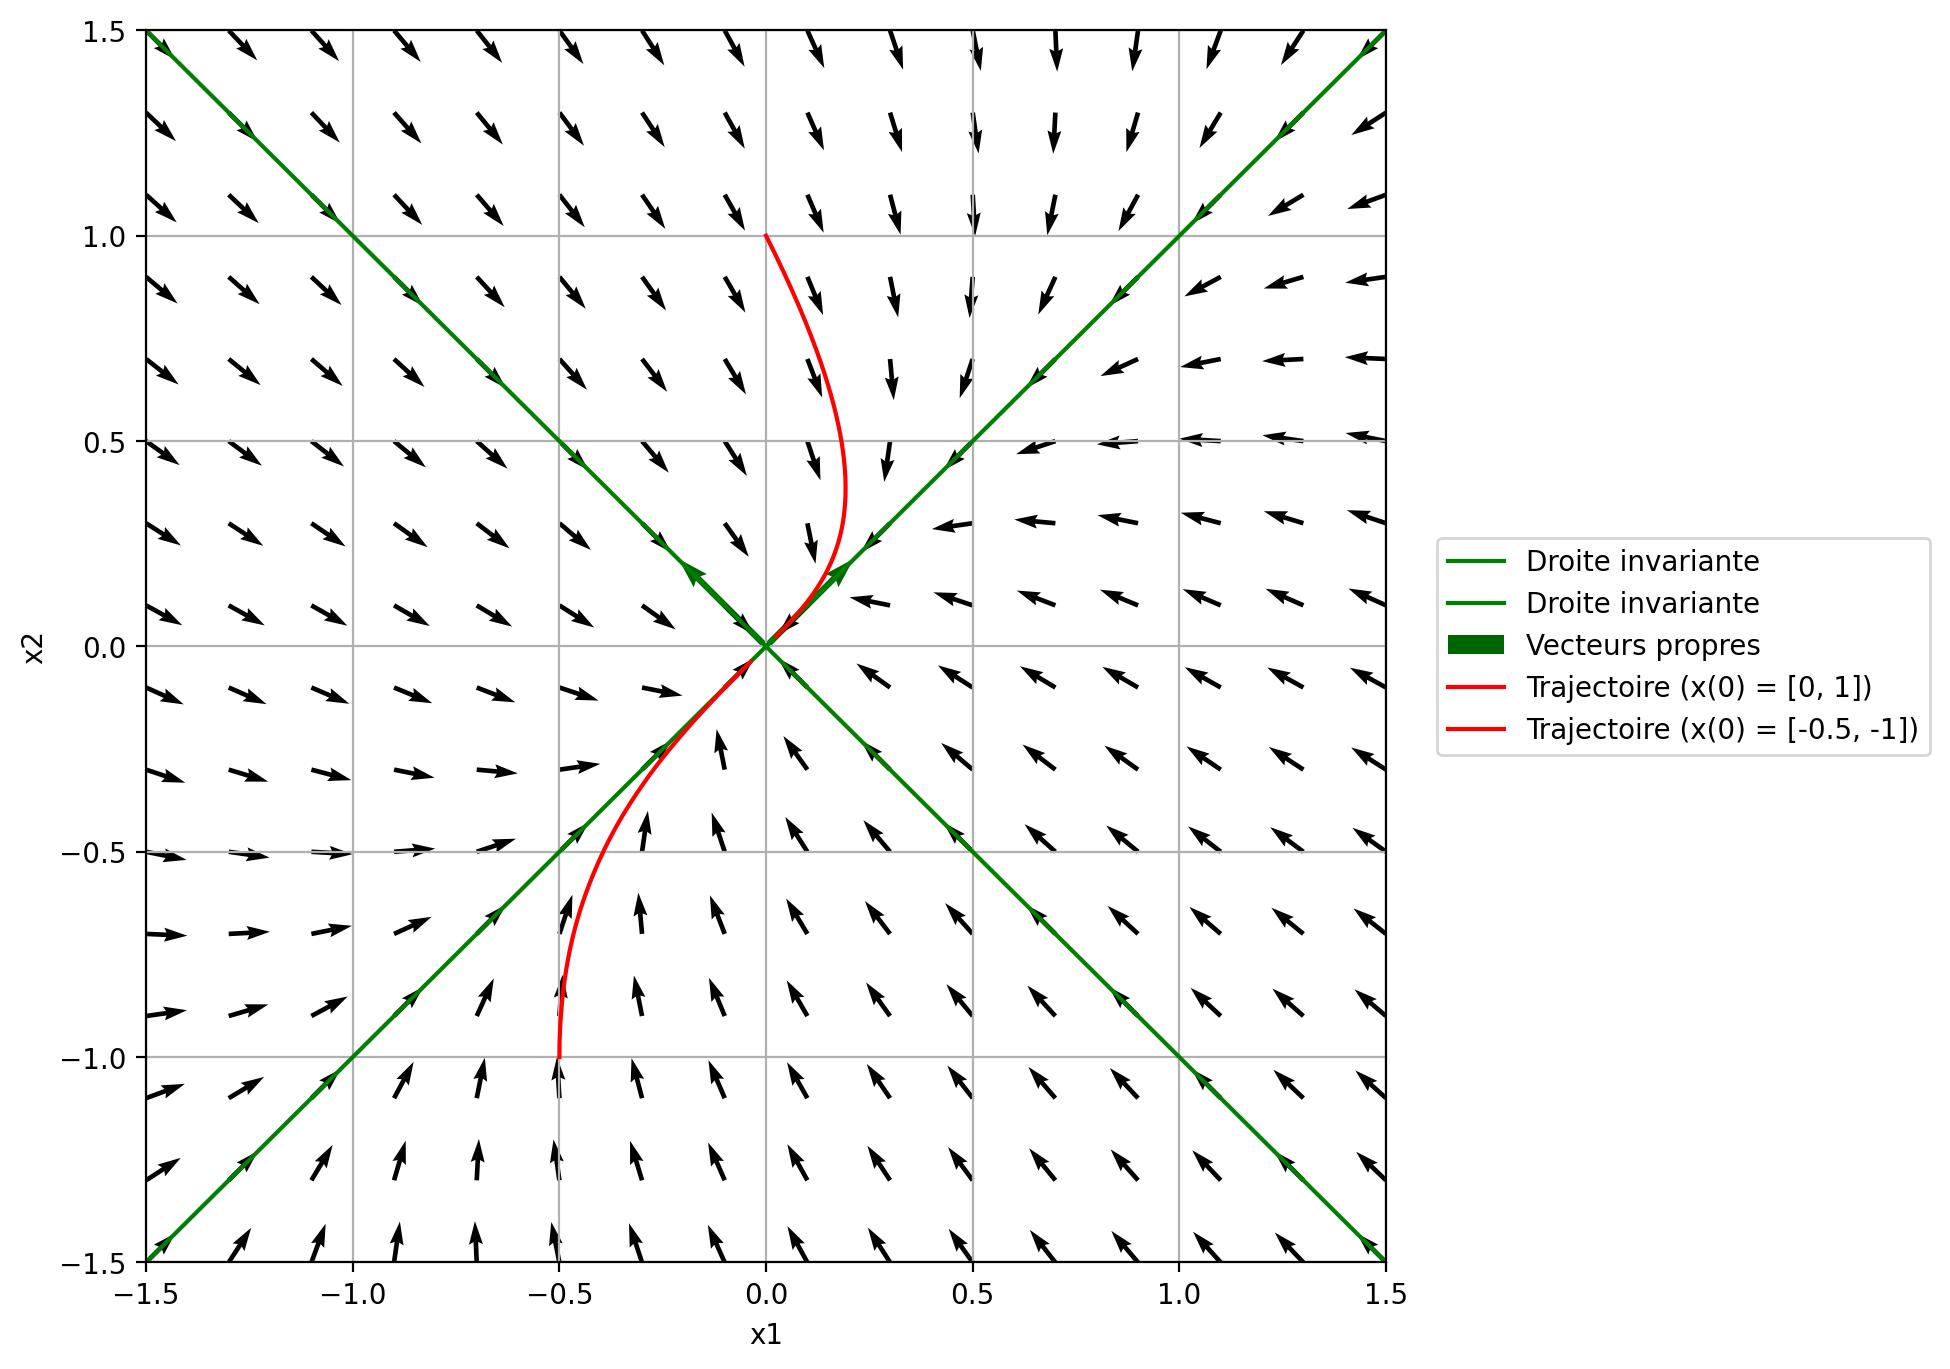 1.5
1.0
0.5
0.0
−0.5
−1.0
−1.5
x2
−1.5 −1.0 −0.5 0.0 0.5 1.0 1.5
x1
Droite invariante
Droite invariante
Vecteurs propres
Trajectoire (x(0) = [0, 1])
Trajectoire (x(0) = [-0.5, -1])